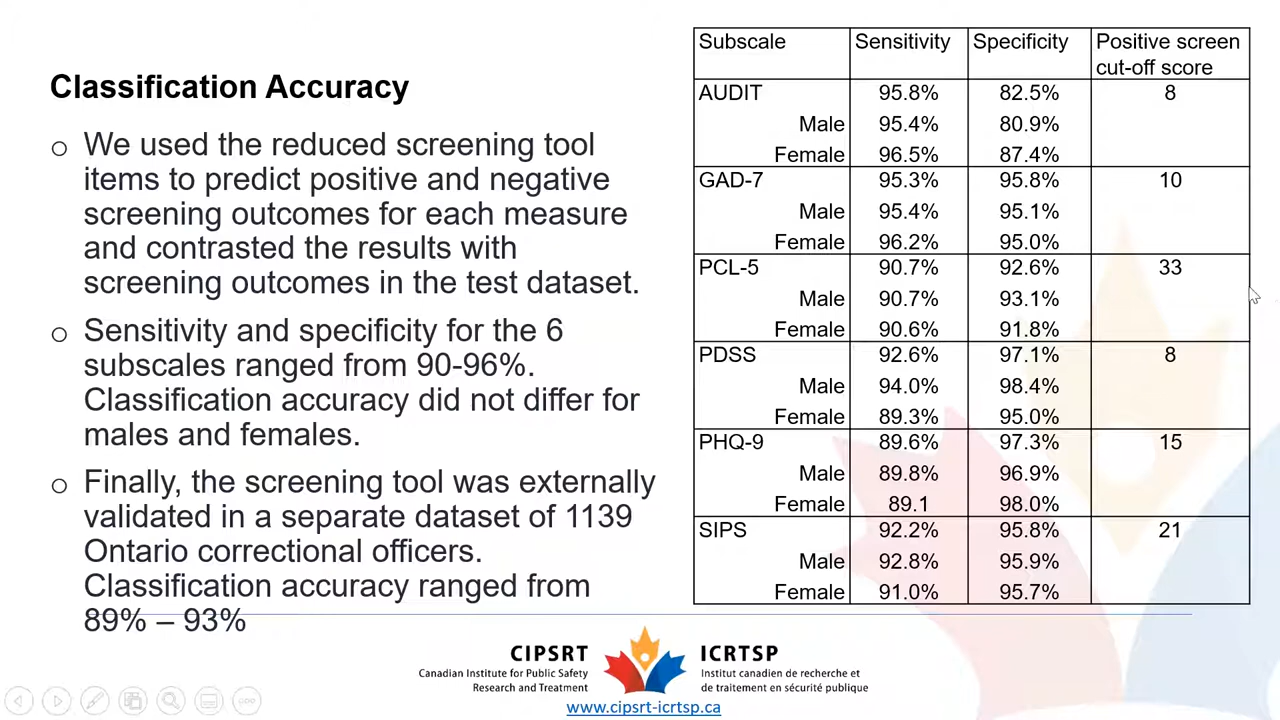 Classification Accuracy
o We used the reduced screening tool
items to predict positive and negative
screening outcomes for each measure
and contrasted the results with
screening outcomes in the test dataset.
o Sensitivity and specificity for the 6
subscales ranged from 90-96%.
Classification accuracy did not differ for
males and females.
o Finally, the screening tool was externally
validated in a separate dataset of 1139
Ontario correctional officers.
Classification accuracy ranged from
89% – 93%
Subscale Sensitivity Specificity Positive screen
cut-off score
AUDIT 95.8% 82.5% 8
Male 95.4% 80.9%
Female 96.5% 87.4%
GAD-7 95.3% 95.8% 10
Male 95.4% 95.1%
Female 96.2% 95.0%
PCL-5 90.7% 92.6% 33
Male 90.7% 93.1%
Female 90.6% 91.8%
PDSS 92.6% 97.1% 8
Male 94.0% 98.4%
Female 89.3% 95.0%
PHQ-9 89.6% 97.3% 15
Male 89.8% 96.9%
Female 89.1 98.0%
SIPS 92.2% 95.8% 21
Male 92.8% 95.9%
Female 91.0% 95.7%
CIPSRT
Canadian Institute for Public Safety
Research and Treatment
ICRTSP
Institut canadien de recherche et
de traitement en sécurité publique
www.cipsrt-icrtsp.ca